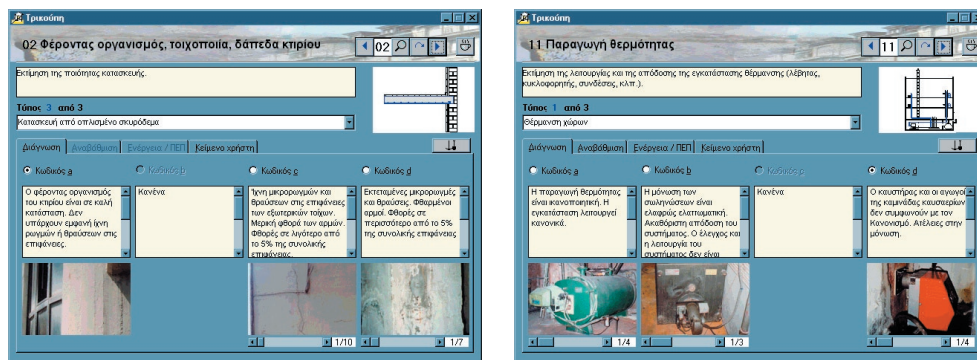 Τρικούπη
02 Φέροντας οργανισμός, τοιχοποιία, δάπεδα κτιρίου
02
Εκτίμηση της ποιότητας κατασκευής.
Τύπος 3 από 3
Κατασκευή από οπλισμένο σκυρόδεμα
Διάγνωση Αναβάθμιση Ενέργεια / ΠΕΠ Κείμενο χρήστη
Κωδικός a Κωδικός b Κωδικός c Κωδικός d
Ο φέροντας οργανισμός
του κτιρίου είναι σε καλή
κατάσταση. Δεν
υπάρχουν εμφανή ίχνη
ρωγμών ή θραύσεων στις
επιφάνειες.
Κανένα
Ίχνη μικρορωγμών και
θραύσεων στις επιφάνειες
των εξωτερικών τοίχων.
Μερική φθορά των αρμών.
Φθορές σε λιγότερο από
το 5% της συνολικής
επιφάνειας.
Εκτεταμένες μικρορωγμές
και θραύσεις. Φθαρμένοι
αρμοί. Φθορές σε
περισσότερο από το 5%
της συνολικής επιφάνειας
1/10 1/7
Τρικούπη
11 Παραγωγή θερμότητας
11
Εκτίμηση της λειτουργίας και της απόδοσης της εγκατάστασης θέρμανσης (λέβητας,
κυκλοφορητής, συνδέσεις, κλπ.).
Τύπος 1 από 3
Θέρμανση χώρων
Διάγνωση Αναβάθμιση Ενέργεια / ΠΕΠ Κείμενο χρήστη
Κωδικός a Κωδικός b Κωδικός c Κωδικός d
Η παραγωγή θερμότητας
είναι ικανοποιητική. Η
εγκατάσταση λειτουργεί
κανονικά.
Η μόνωση των
σωληνώσεων είναι
ελαφρώς ελαττωματική.
Ακαθόριστη απόδοση του
συστήματος. Ο έλεγχος και
η λειτουργία του
συστήματος δεν είναι
Κανένα
Ο καυστήρας και οι αγωγοί
της καμινάδας καυσαερίων
δεν συμφωνούν με τον
Κανονισμό. Ατέλειες στην
μόνωση.
1/4 1/3 1/4